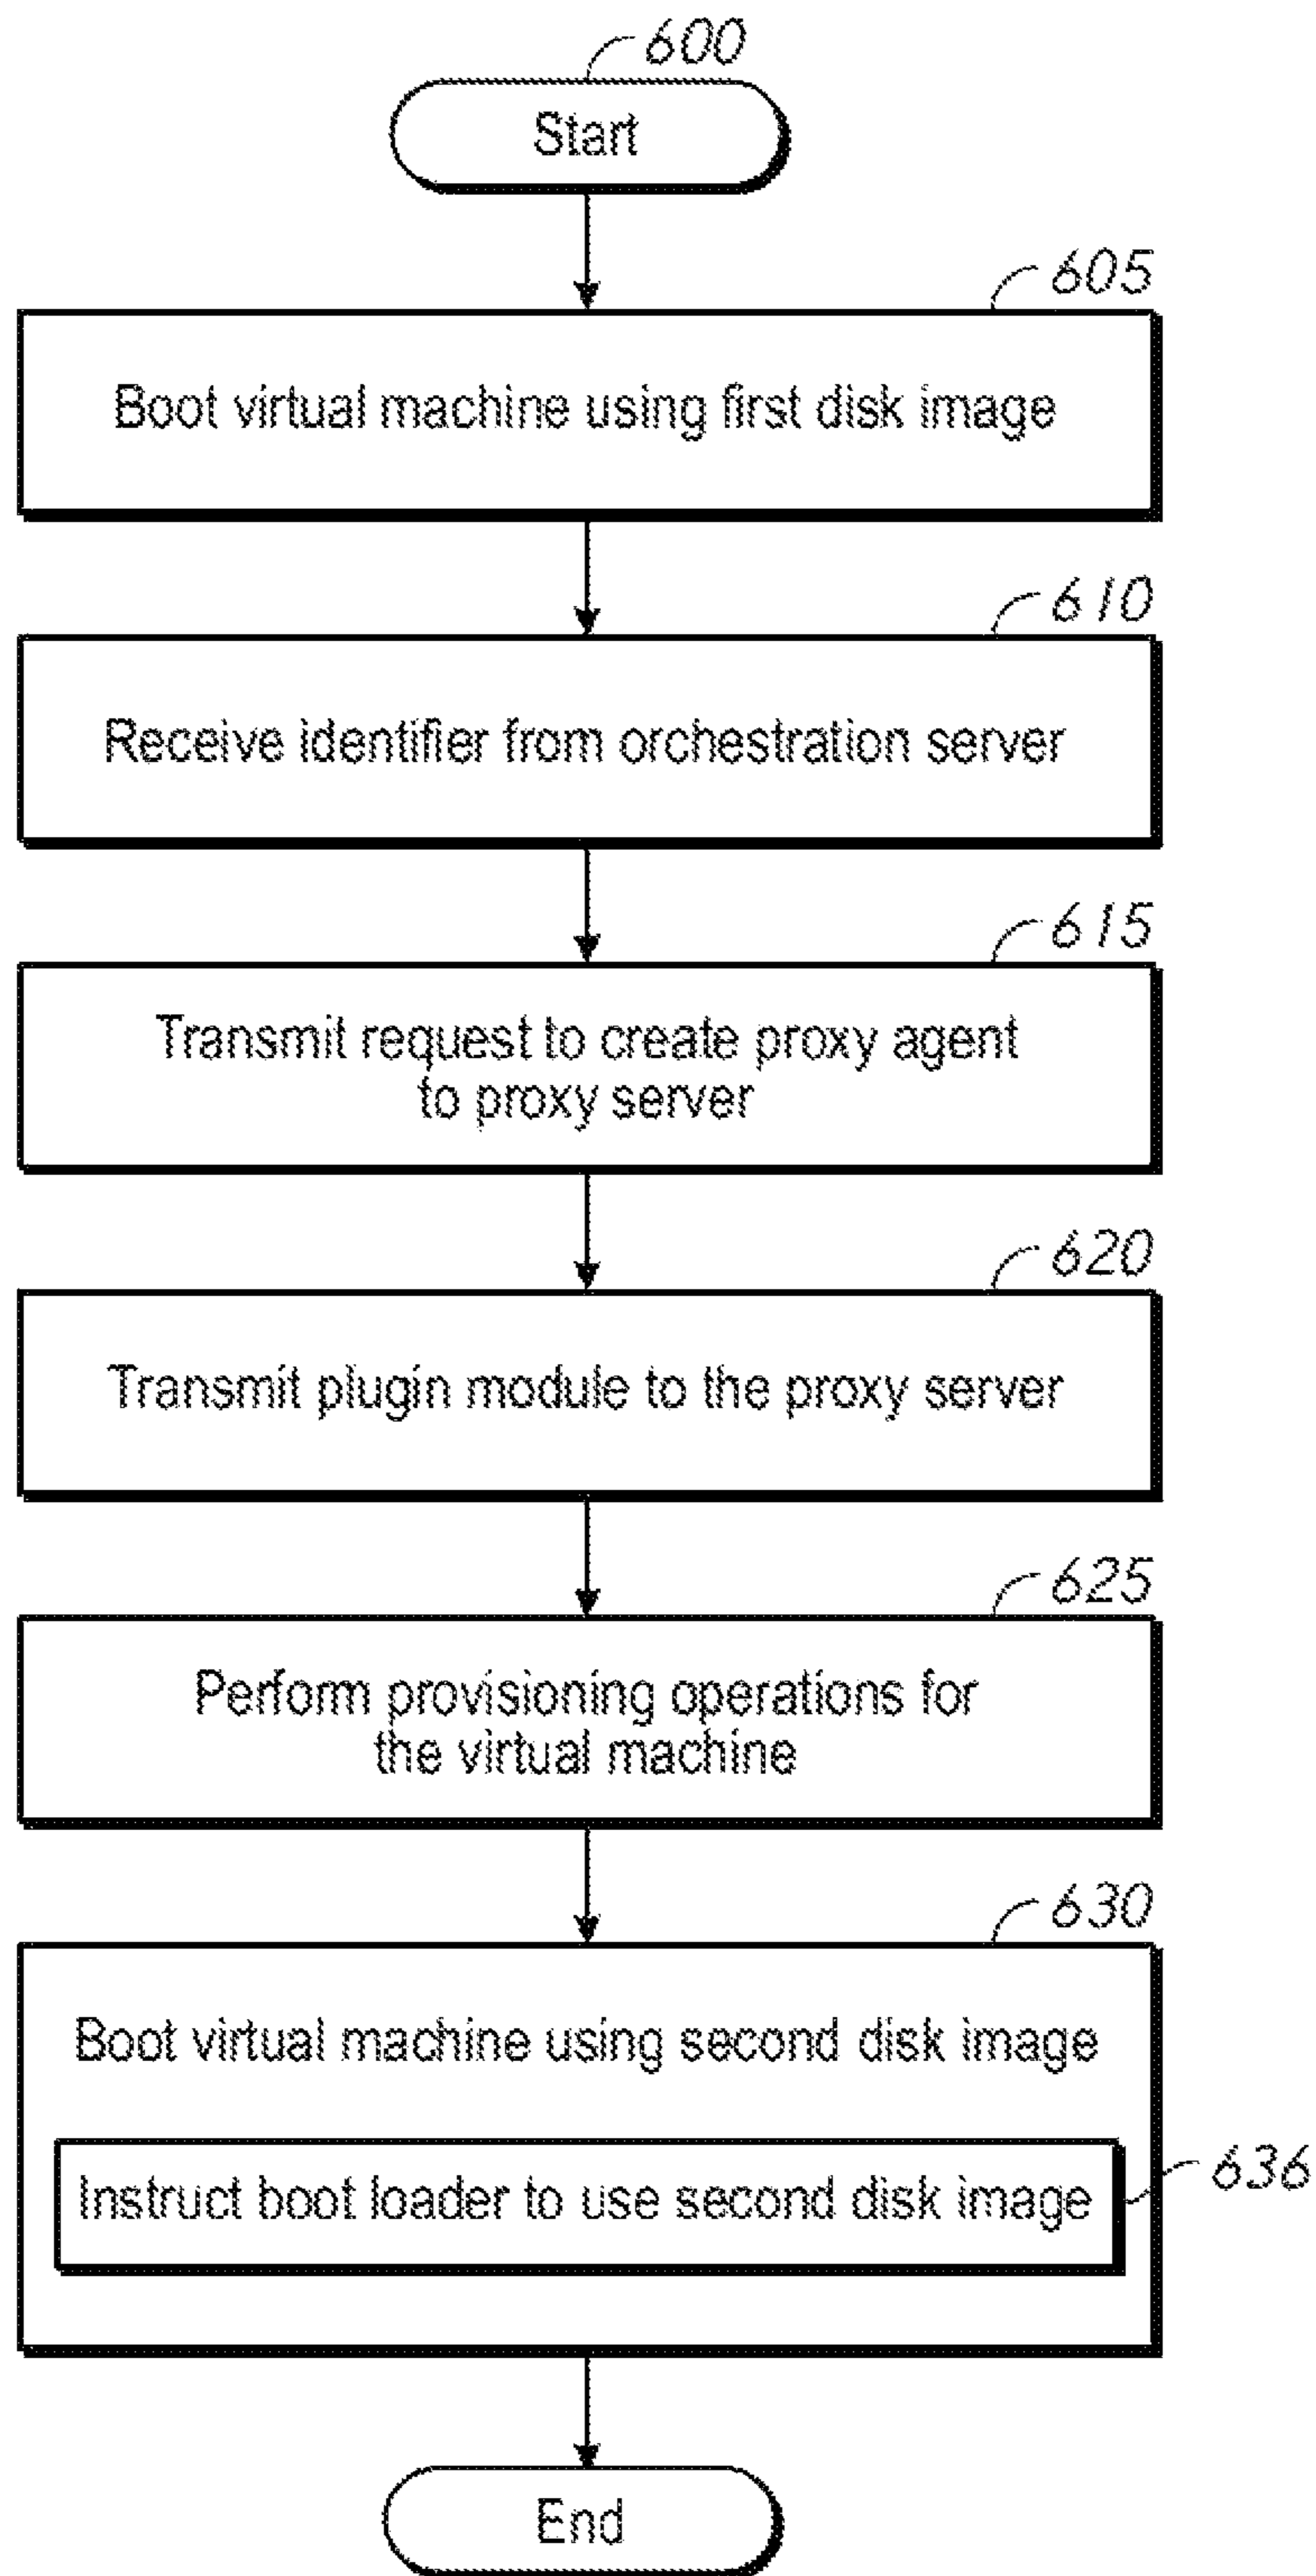 600
Start
605
Boot virtual machine using first disk image
610
Receive identifier from orchestration server
615
Transmit request to create proxy agent
to proxy server
620
Transmit plugin module to the proxy server
625
Perform provisioning operations for
the virtual machine
630
Boot virtual machine using second disk image
Instruct boot loader to use second disk image
636
End